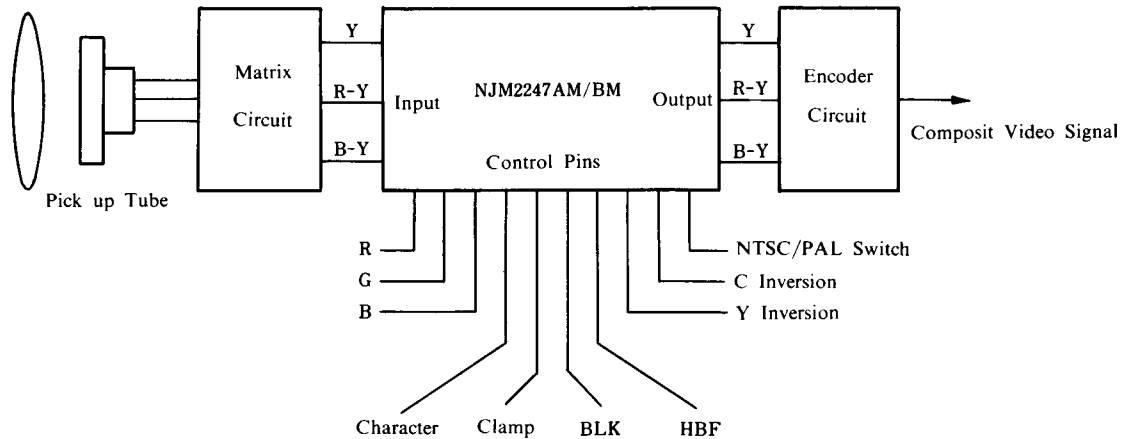 Y
Y
Matrix
Circuit
R-Y
Input
NJM2247AM/BM
Output
R-Y
Encoder
Circuit
Composit Video Signal
B-Y
Control Pins
B-Y
Pick up Tube
R
NTSC/PAL Switch
G
C Inversion
B
Y Inversion
Character
Clamp
BLK
HBF